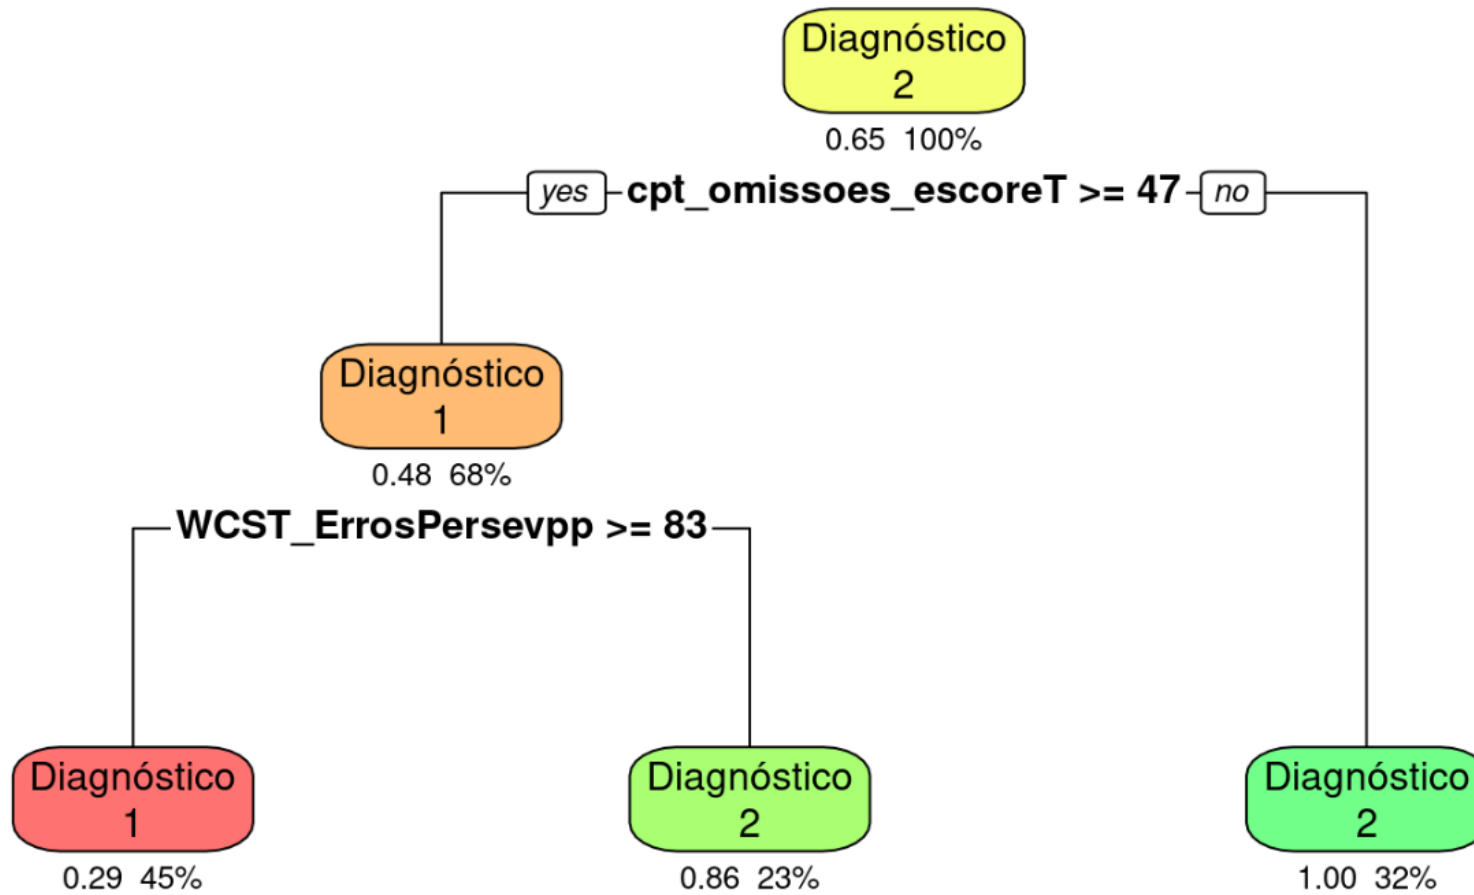 Diagnóstico
2
0.65 100%
yes cpt_omissoes_escoreT >= 47 no
Diagnóstico
1
0.48 68%
WCST_ErrosPersevpp >= 83
Diagnóstico
1
0.29 45%
Diagnóstico
2
0.86 23%
Diagnóstico
2
1.00 32%